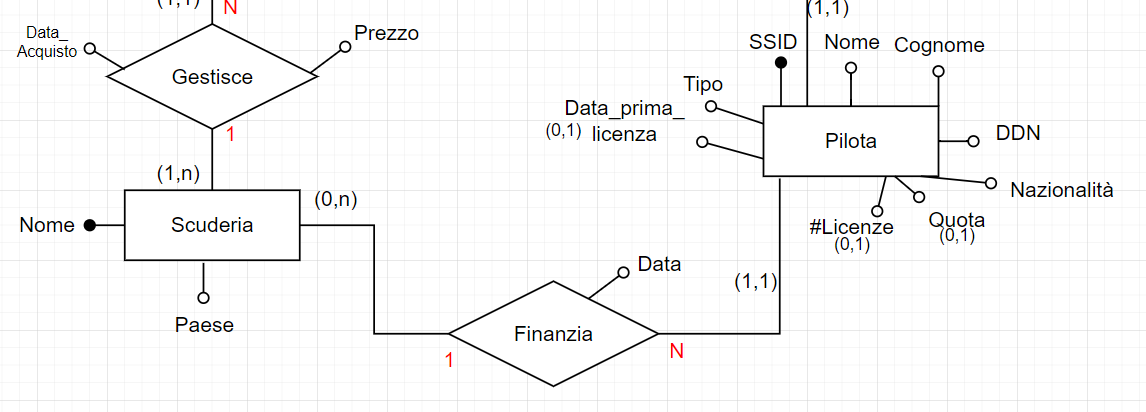 (1,1)
N
(1,1)
Data_
Acquisto
Prezzo
SSID
Nome
Cognome
Gestisce
Tipo
Data_prima_
(0,1) licenza
Pilota
DDN
1
(1,n)
(0,n)
Nazionalità
Nome
Scuderia
#Licenze
(0,1)
Quota
(0,1)
Data
(1,1)
Paese
Finanzia
1
N